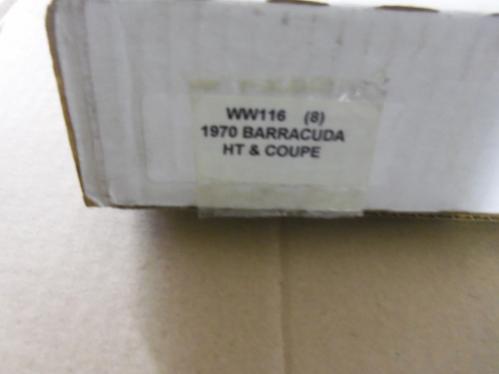 WW116 (8)
1970 BARRACUDA
HT & COUPE